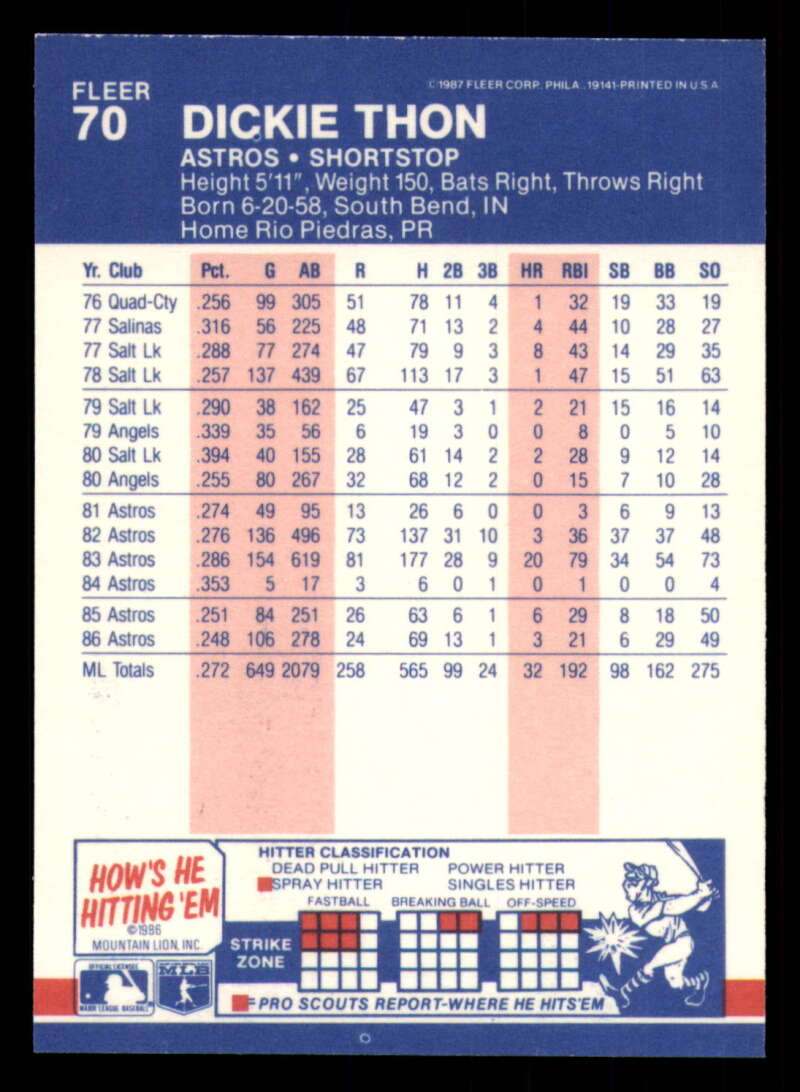 FLEER
70
©1987 FLEER CORP. PHILA. 19141-PRINTED IN U S A
DICKIE THON
ASTROS • SHORTSTOP
Height 5'11", Weight 150, Bats Right, Throws Right
Born 6-20-58, South Bend, IN
Home Rio Piedras, PR
Yr. Club Pct. G AB R H 2B 3B HR RBI SB BB SO
76 Quad-Cty .256 99 305 51 78 11 4 1 32 19 33 19
77 Salinas .316 56 225 48 71 13 2 4 44 10 28 27
77 Salt Lk .288 77 274 47 79 9 3 8 43 14 29 35
78 Salt Lk .257 137 439 67 113 17 3 1 47 15 51 63
79 Salt Lk .290 38 162 25 47 3 1 2 21 15 16 14
79 Angels .339 35 56 6 19 3 0 0 8 0 5 10
80 Salt Lk .394 40 155 28 61 14 2 2 28 9 12 14
80 Angels .255 80 267 32 68 12 2 0 15 7 10 28
81 Astros .274 49 95 13 26 6 0 0 3 6 9 13
82 Astros .276 136 496 73 137 31 10 3 36 37 37 48
83 Astros .286 154 619 81 177 28 9 20 79 34 54 73
84 Astros .353 5 17 3 6 0 1 0 1 0 0 4
85 Astros .251 84 251 26 63 6 1 6 29 8 18 50
86 Astros .248 106 278 24 69 13 1 3 21 6 29 49
ML Totals .272 649 2079 258 565 99 24 32 192 98 162 275
HOW'S HE
HITTING 'EM
©1986
MOUNTAIN LION, INC.
OFFICIAL LICENSEE
MAJOR LEAGUE BASEBALL
MLB
HITTER CLASSIFICATION
DEAD PULL HITTER POWER HITTER
SPRAY HITTER SINGLES HITTER
FASTBALL BREAKING BALL OFF-SPEED
STRIKE
ZONE
=PRO SCOUTS REPORT-WHERE HE HITS'EM